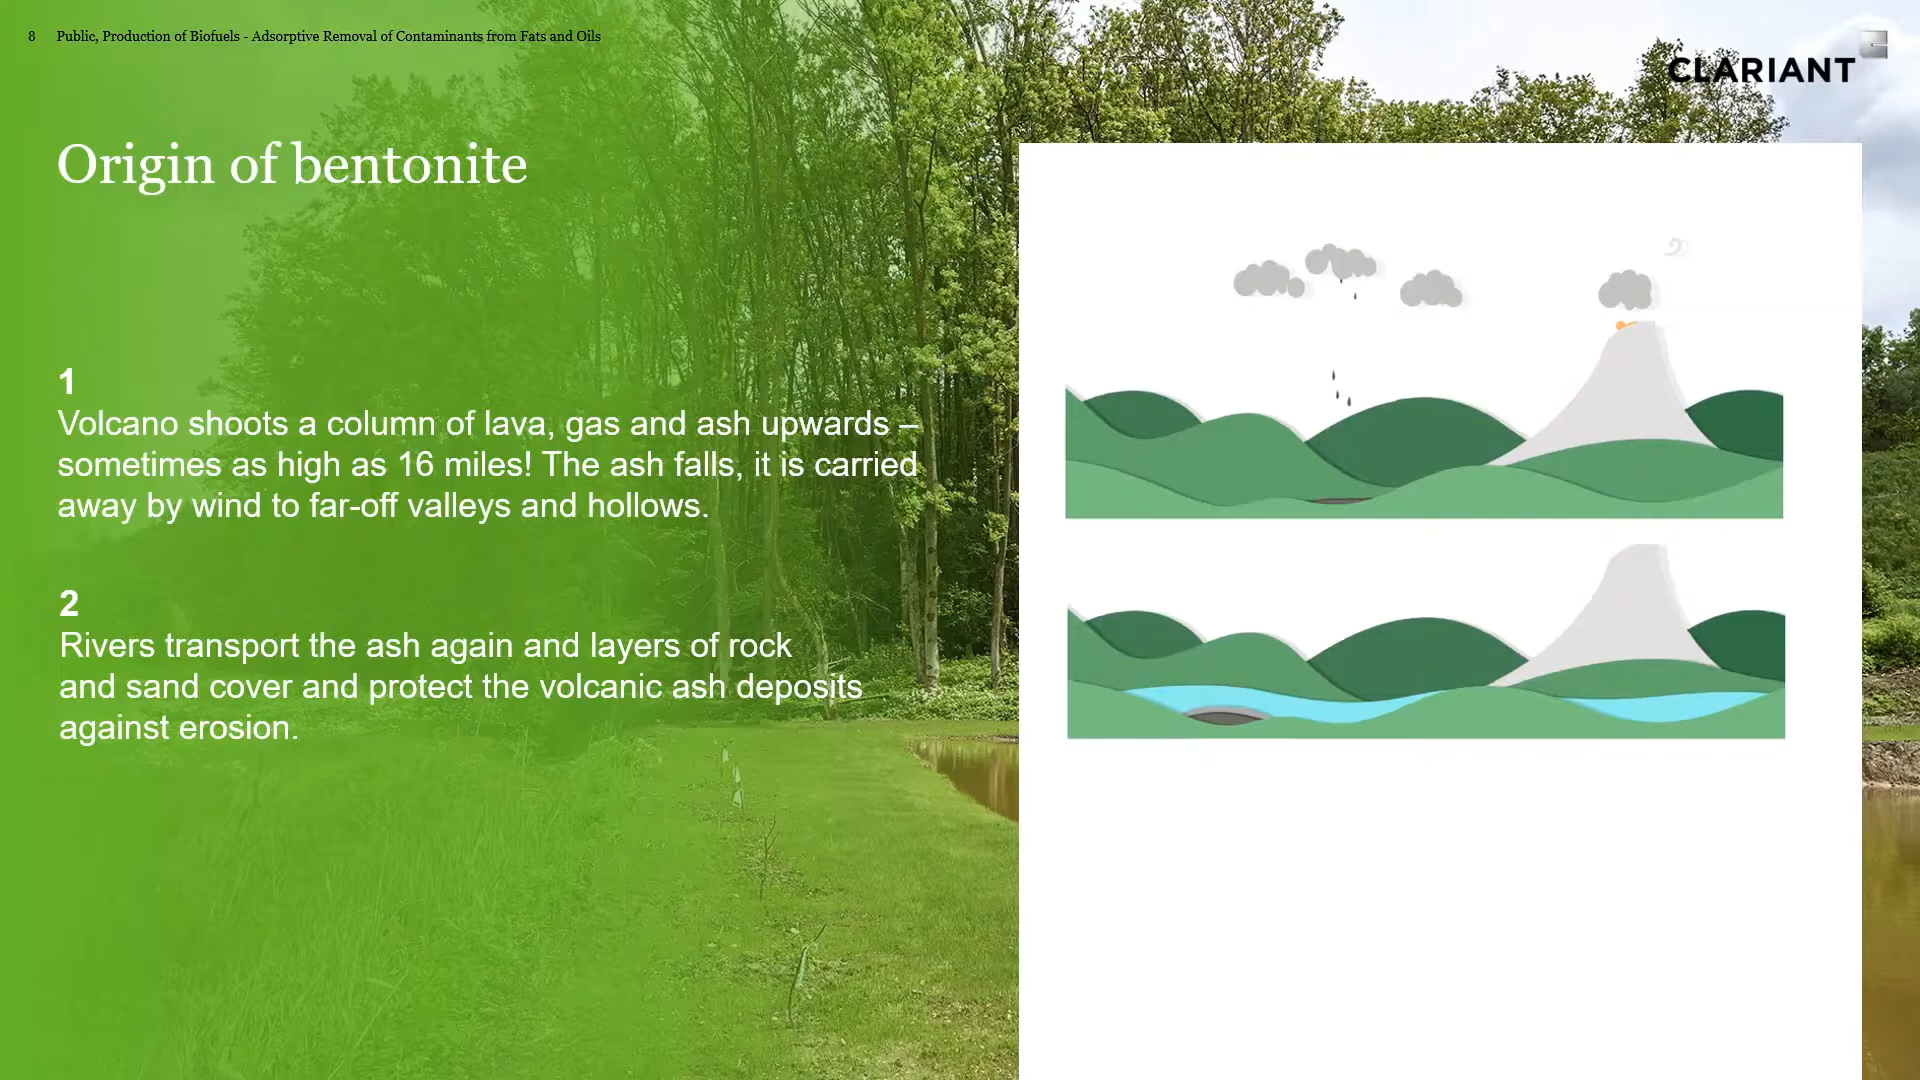 8 Public, Production of Biofuels - Adsorptive Removal of Contaminants from Fats and Oils
CLARIANT
Origin of bentonite
1
Volcano shoots a column of lava, gas and ash upwards –
sometimes as high as 16 miles! The ash falls, it is carried
away by wind to far-off valleys and hollows.
2
Rivers transport the ash again and layers of rock
and sand cover and protect the volcanic ash deposits
against erosion.